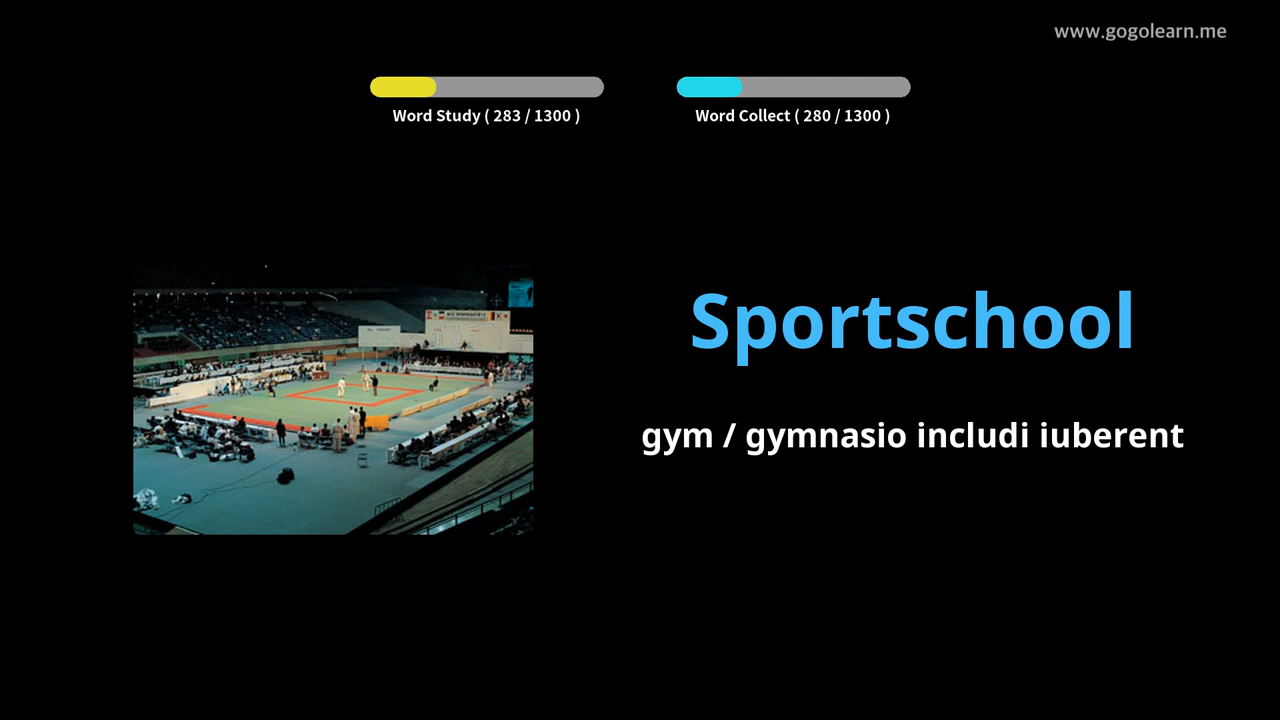 www.gogolearn.me
Word Study ( 283 / 1300 )
Word Collect ( 280 / 1300 )
Sportschool
gym / gymnasio includi iuberent